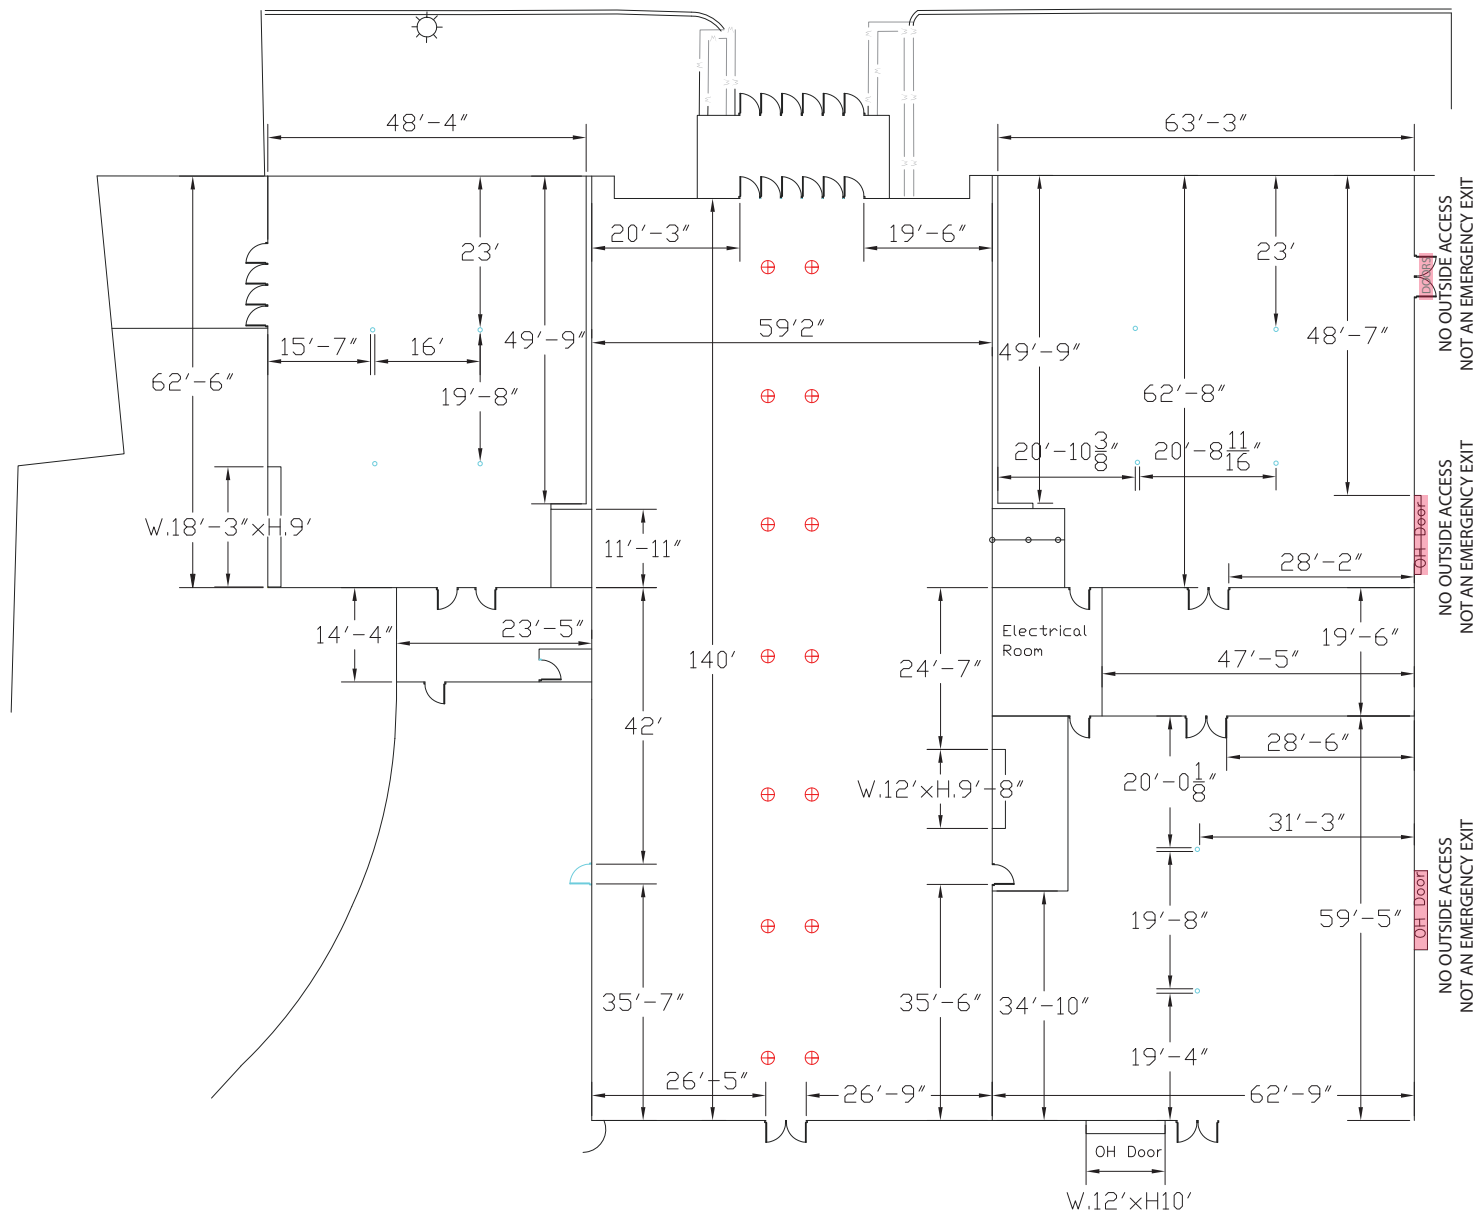 48'-4"
63'-3"
20'-3"
19'-6"
23'
23'
59'2"
49'-9"
49'-9"
48'-7"
15'-7"
16'
62'-6"
19'-8"
62'-8"
20'-10 3/8"
20'-8 11/16"
W.18'-3"xH.9'
11'-11"
28'-2"
14'-4"
23'-5"
Electrical
Room
19'-6"
140'
24'-7"
47'-5"
42'
28'-6"
20'-0 1/8"
W.12'xH.9'-8"
31'-3"
19'-8"
59'-5"
35'-7"
35'-6"
34'-10"
19'-4"
26'-5"
26'-9"
62'-9"
OH Door
W.12'xH10'
DOORS
NO OUTSIDE ACCESS
NOT AN EMERGENCY EXIT
OH Door
NO OUTSIDE ACCESS
NOT AN EMERGENCY EXIT
OH Door
NO OUTSIDE ACCESS
NOT AN EMERGENCY EXIT